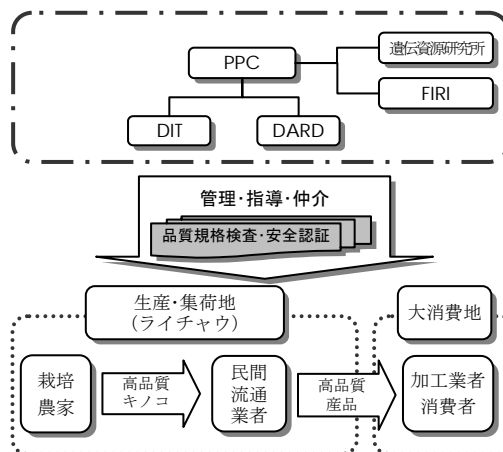 遺伝資源研究所
PPC
FIRI
DIT
DARD
管理・指導・仲介
品質規格検査・安全認証
生産・集荷地
(ライチャウ)
大消費地
栽培
農家
高品質
キノコ
民間
流通
業者
高品質
産品
加工業者
消費者